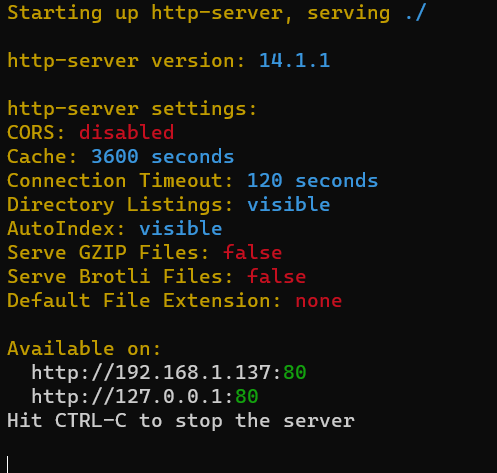 Starting up http-server, serving ./
http-server version: 14.1.1
http-server settings:
CORS: disabled
Cache: 3600 seconds
Connection Timeout: 120 seconds
Directory Listings: visible
AutoIndex: visible
Serve GZIP Files: false
Serve Brotli Files: false
Default File Extension: none
Available on:
http://192.168.1.137:80
http://127.0.0.1:80
Hit CTRL-C to stop the server